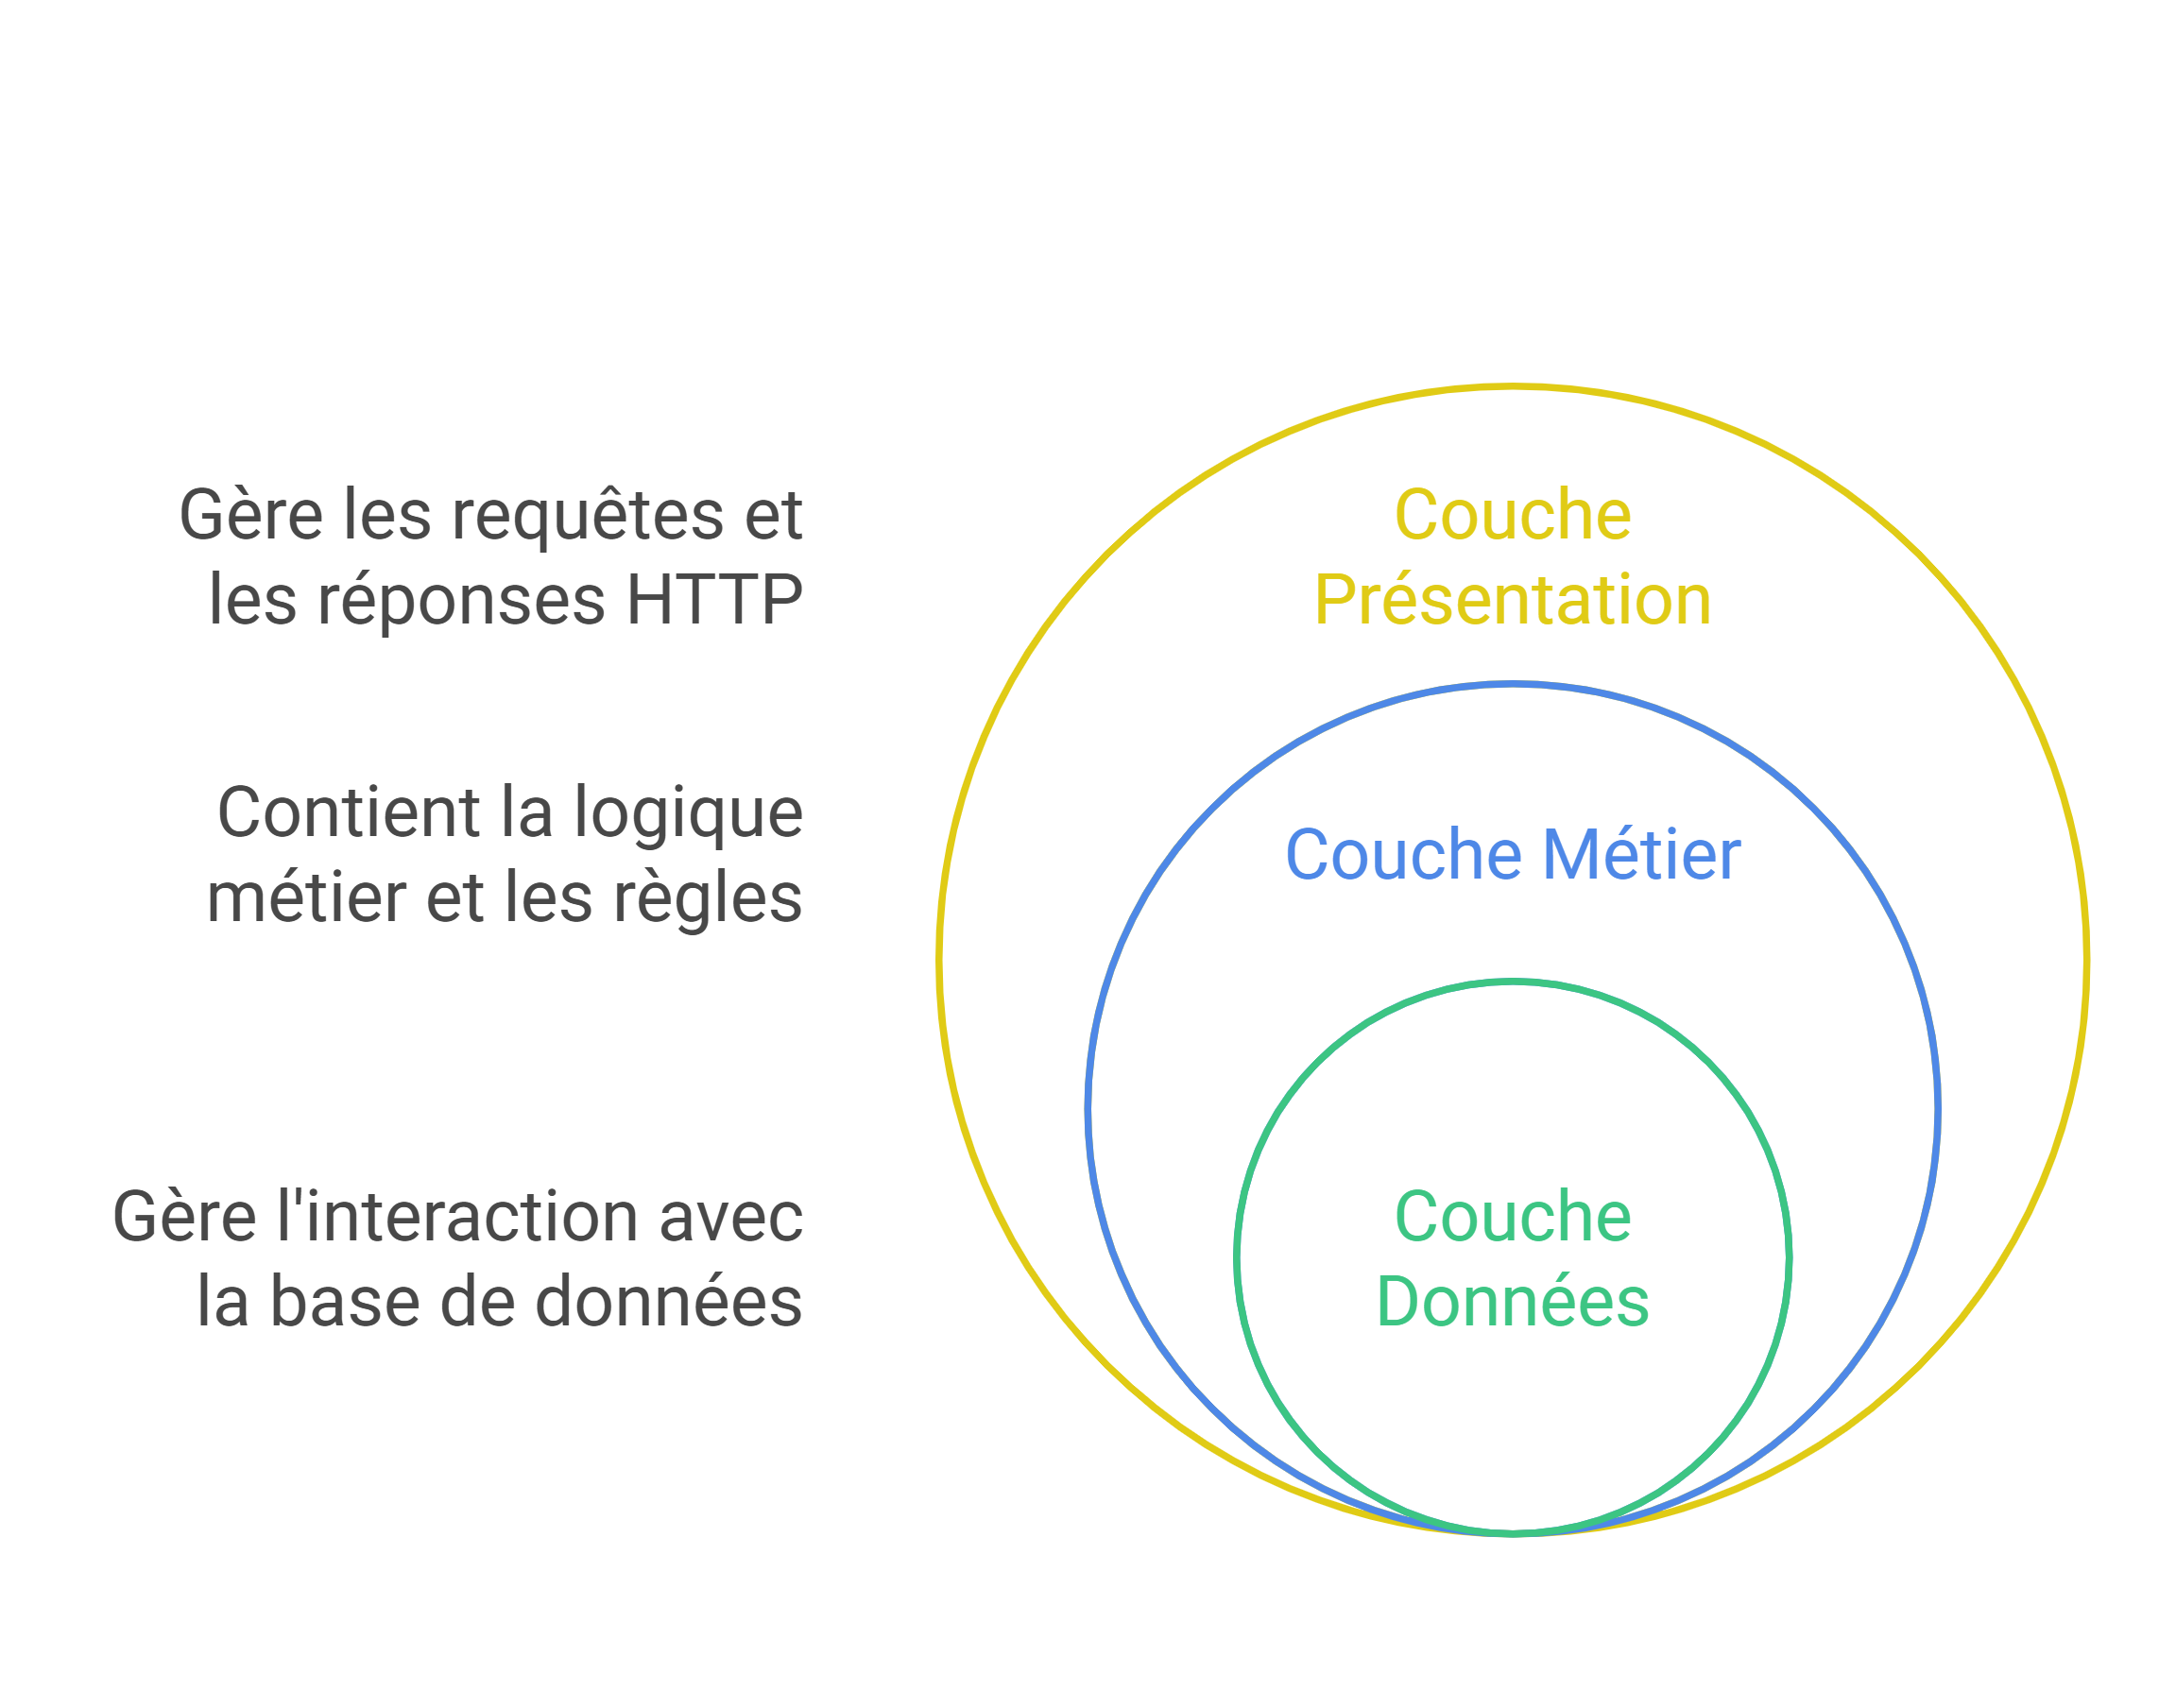 Gère les requêtes et
les réponses HTTP
Couche
Présentation
Contient la logique
métier et les règles
Couche Métier
Gère l'interaction avec
la base de données
Couche
Données